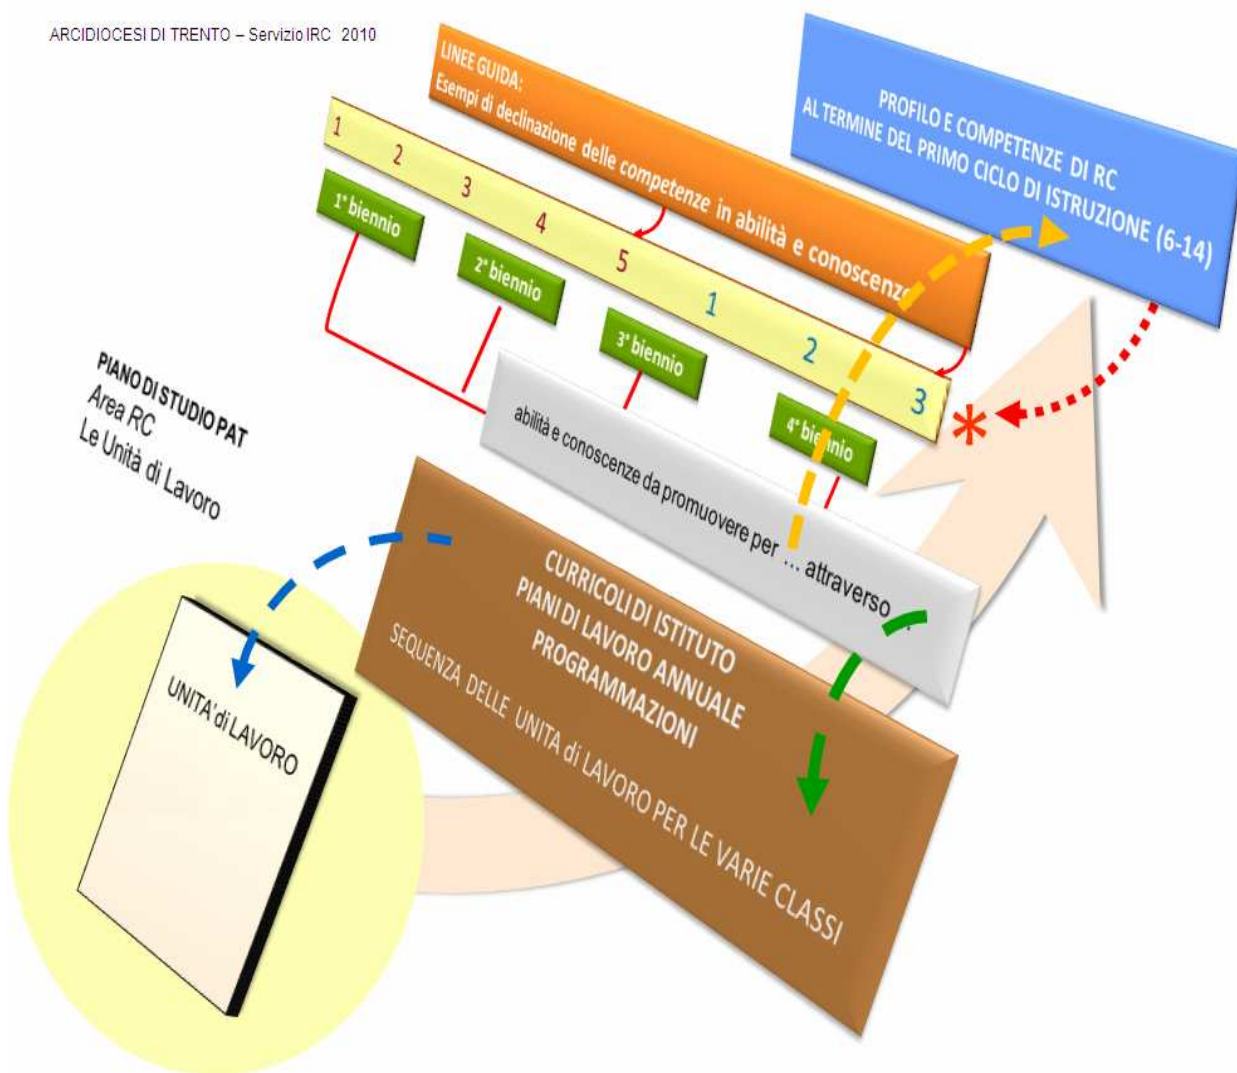 ARCIDIOCESI DI TRENTO – Servizio IRC 2010
LINEE GUIDA:
Esempi di declinazione delle competenze in abilità e conoscenze
PROFILO E COMPETENZE DI RC
AL TERMINE DEL PRIMO CICLO DI ISTRUZIONE (6-14)
1 2 3 4 5 1 2 3
*
1° biennio
2° biennio
3° biennio
4° biennio
abilità e conoscenze da promuovere per ... attraverso
PIANO DI STUDIO PAT
Area RC
Le Unità di Lavoro
CURRICOLI DI ISTITUTO
PIANI DI LAVORO ANNUALE
PROGRAMMAZIONI
SEQUENZA DELLE UNITA di LAVORO PER LE VARIE CLASSI
UNITA' di LAVORO